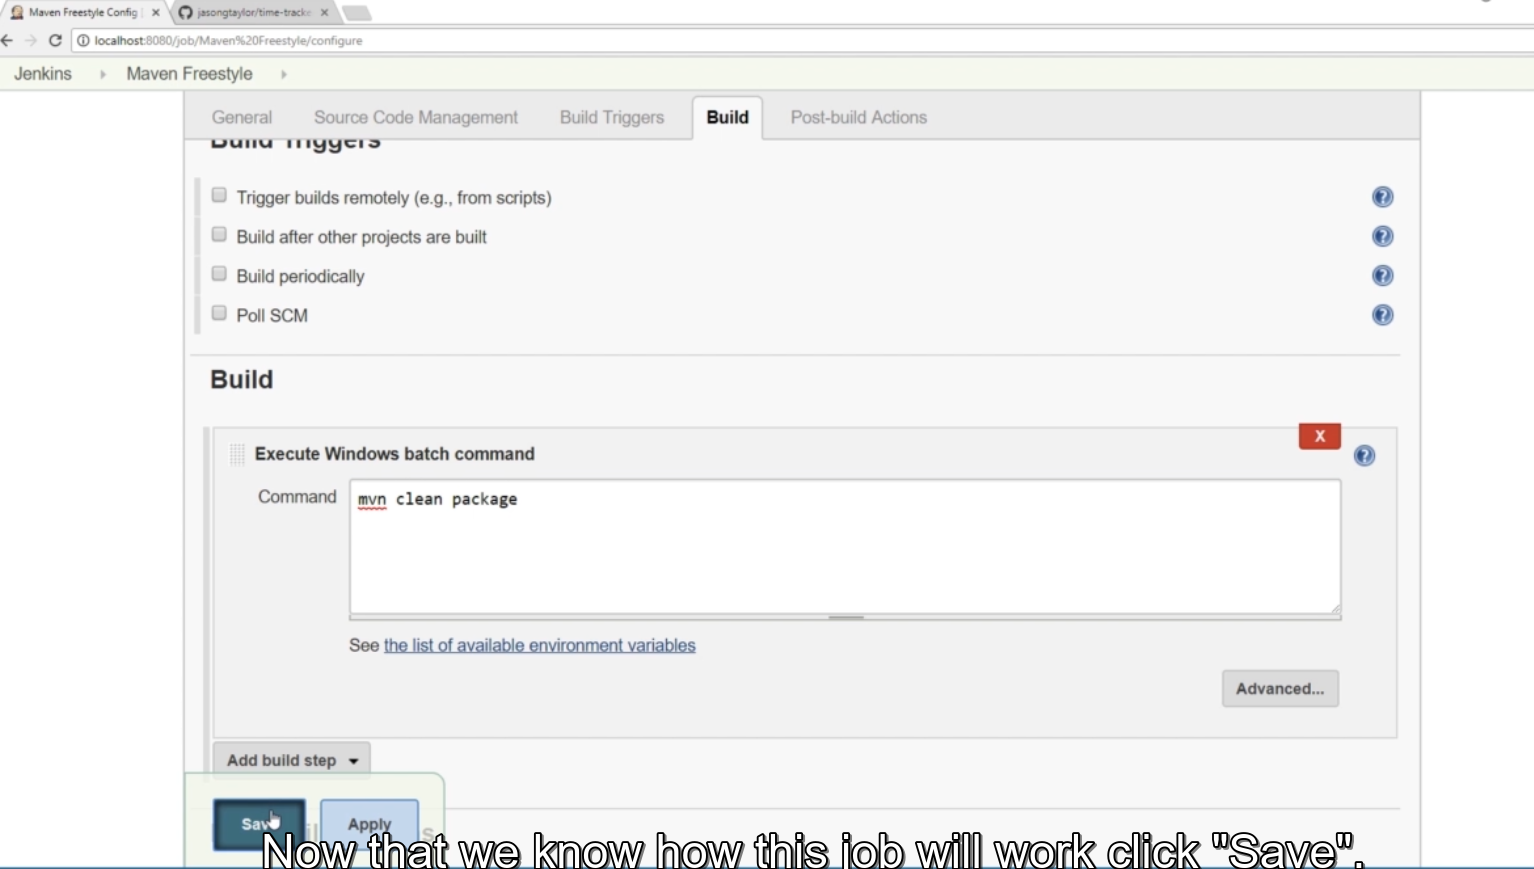 Maven Freestyle Config
jasongtaylor/time-tracke
localhost:8080/job/Maven%20Freestyle/configure
Jenkins
Maven Freestyle
General
Source Code Management
Build Triggers
Build
Post-build Actions
Build Triggers
Trigger builds remotely (e.g., from scripts)
Build after other projects are built
Build periodically
Poll SCM
Build
X
Execute Windows batch command
Command
mvn clean package
See the list of available environment variables
Advanced...
Add build step
Save
Apply
Now that we know how this job will work click "Save".